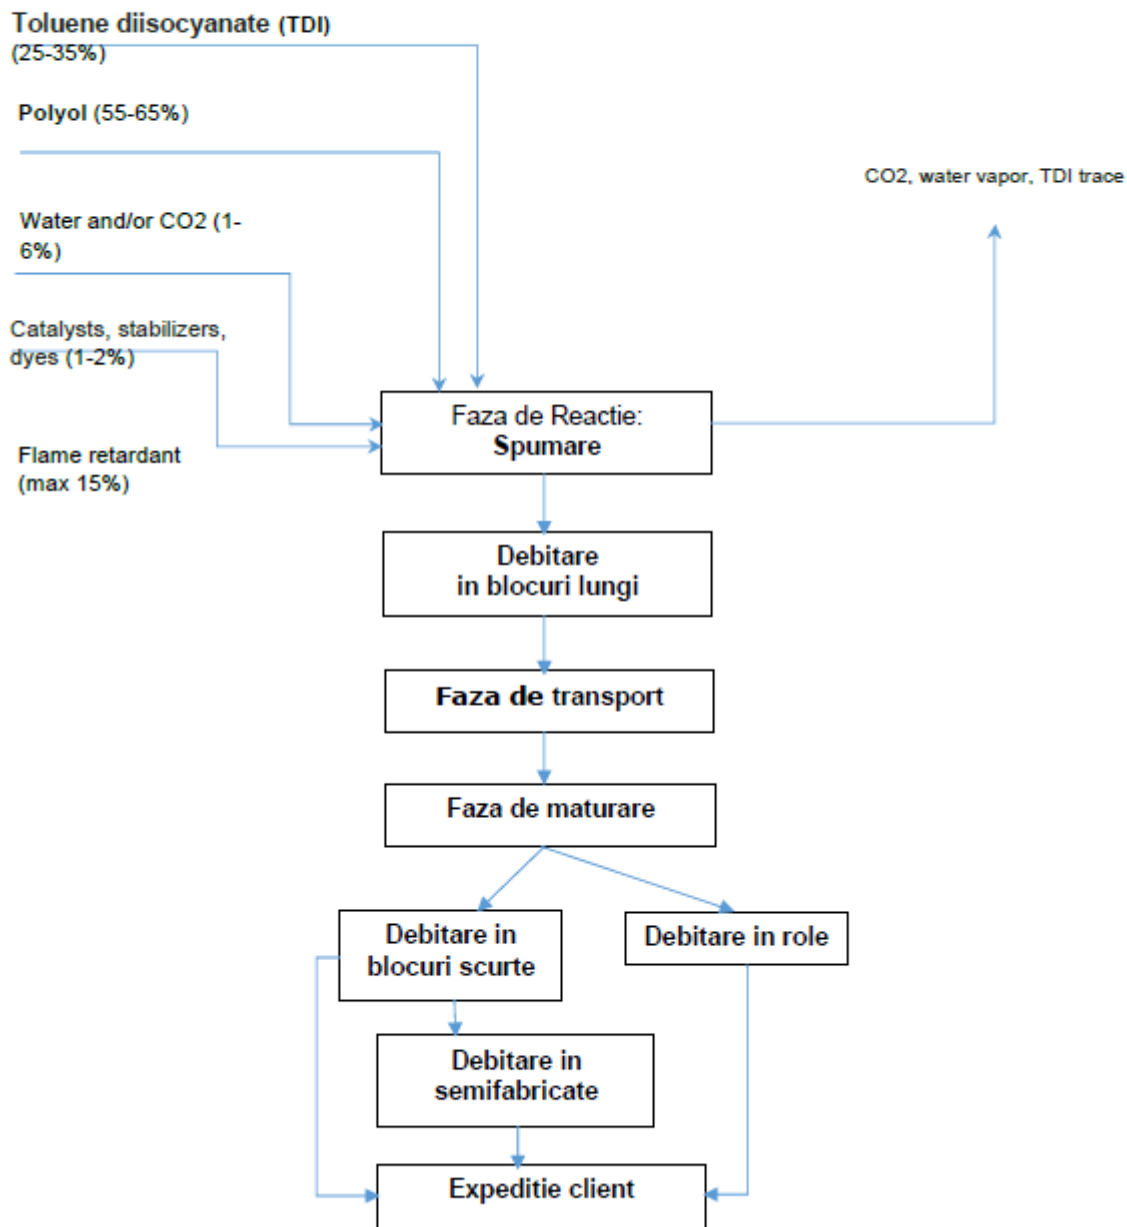 Toluene diisocyanate (TDI)
(25-35%)
Polyol (55-65%)
CO2, water vapor, TDI trace
Water and/or CO2 (1-
6%)
Catalysts, stabilizers,
dyes (1-2%)
Faza de Reactie:
Spumare
Flame retardant
(max 15%)
Debitare
in blocuri lungi
Faza de transport
Faza de maturare
Debitare in
blocuri scurte
Debitare in role
Debitare in
semifabricate
Expeditie client